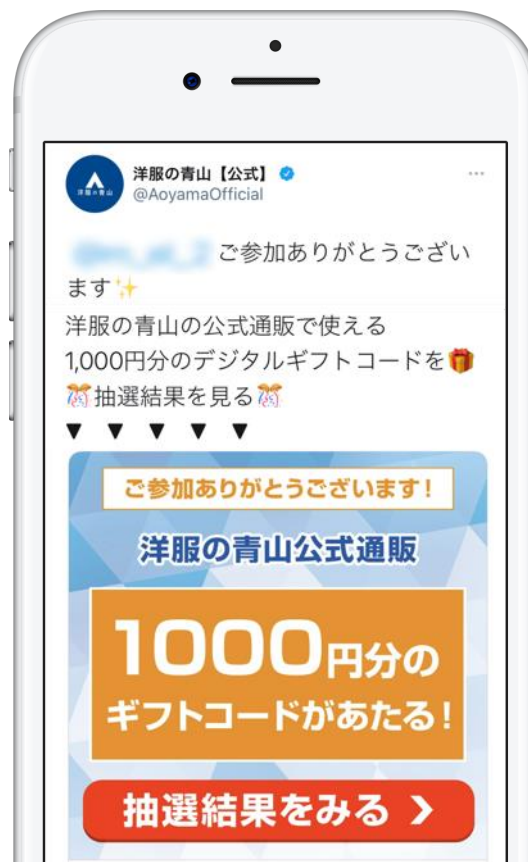 洋服の青山
洋服の青山【公式】
@AoyamaOfficial
ご参加ありがとうござい
ます✨
洋服の青山の公式通販で使える
1,000円分のデジタルギフトコードを🎁
🎊抽選結果を見る🎊
▼ ▼ ▼ ▼ ▼
ご参加ありがとうございます！
洋服の青山公式通販
1000円分の
ギフトコードがあたる！
抽選結果をみる ❯